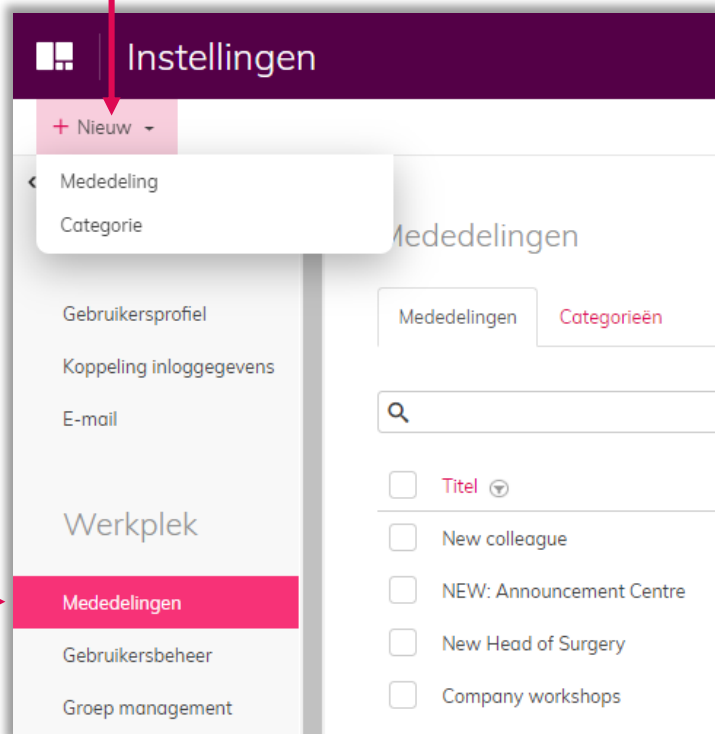 Instellingen
+ Nieuw
Mededeling
Categorie
Gebruikersprofiel
Koppeling inloggegevens
E-mail
Werkplek
Mededelingen
Gebruikersbeheer
Groep management
Mededelingen
Mededelingen Categorieën
Titel
New colleague
NEW: Announcement Centre
New Head of Surgery
Company workshops